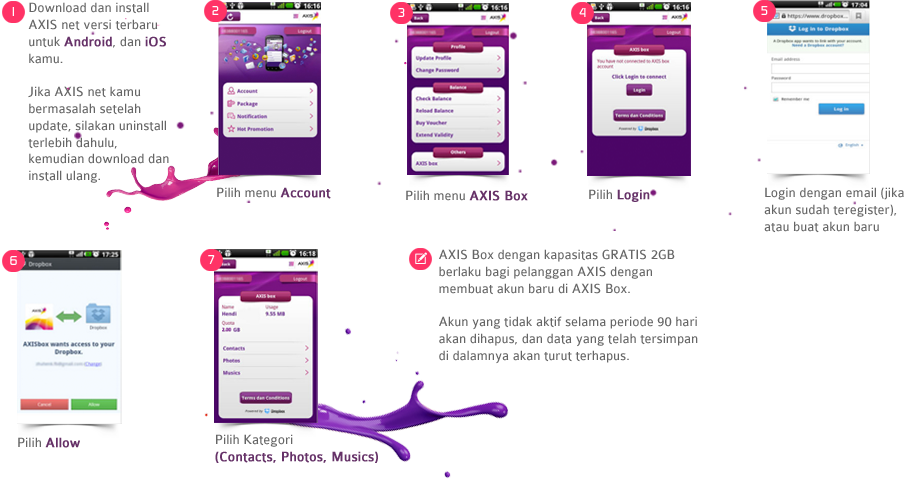 1
Download dan install
AXIS net versi terbaru
untuk Android, dan iOS
kamu.
Jika AXIS net kamu
bermasalah setelah
update, silakan uninstall
terlebih dahulu,
kemudian download dan
install ulang.
2
16:16
AXIS
Logout
Account
Package
Notification
Hot Promotion
Pilih menu Account
3
16:16
Back
AXIS
Logout
Profile
Update Profile
Change Password
Balance
Check Balance
Reload Balance
Buy Voucher
Extend Validity
Others
AXIS box
Pilih menu AXIS Box
4
16:16
Back
AXIS
Logout
AXIS box
You have not connected to AXIS box
account
Click Login to connect
Login
Terms dan Conditions
Powered by Dropbox
Pilih Login
5
17:04
https://www.dropbox...
Log in to Dropbox
A Dropbox app wants to link with your account.
Need a Dropbox account?
Email address
Password
Remember me
Log in
English
Login dengan email (jika
akun sudah teregister),
atau buat akun baru
6
17:25
Dropbox
AXIS
Dropbox
AXISbox wants access to your
Dropbox.
(Change)
Cancel
Allow
Pilih Allow
7
16:18
Back
AXIS
Logout
AXIS box
Name
Usage
Hendi
9.55 MB
Quota
2.00 GB
Contacts
Photos
Musics
Terms dan Conditions
Powered by Dropbox
Pilih Kategori
(Contacts, Photos, Musics)
AXIS Box dengan kapasitas GRATIS 2GB
berlaku bagi pelanggan AXIS dengan
membuat akun baru di AXIS Box.
Akun yang tidak aktif selama periode 90 hari
akan dihapus, dan data yang telah tersimpan
di dalamnya akan turut terhapus.